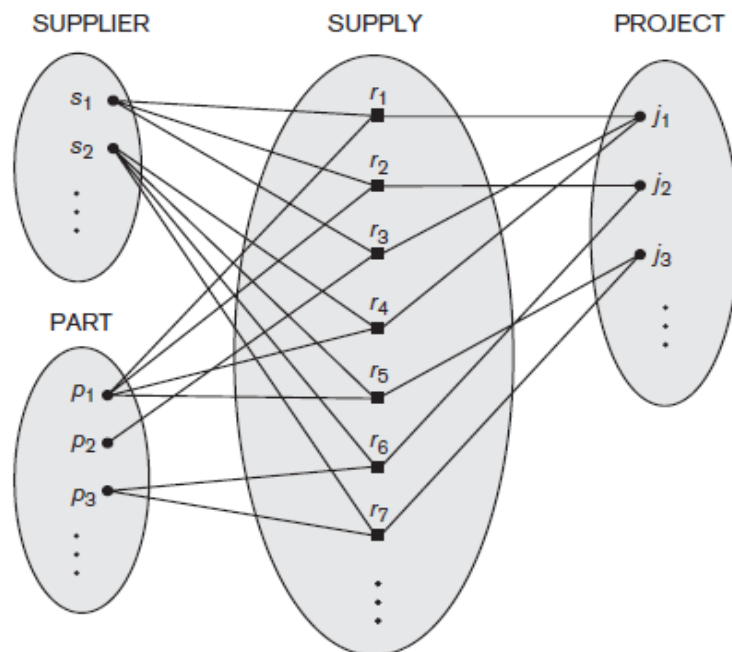 SUPPLIER
SUPPLY
PROJECT
s1
s2
PART
p1
p2
p3
r1
r2
r3
r4
r5
r6
r7
j1
j2
j3